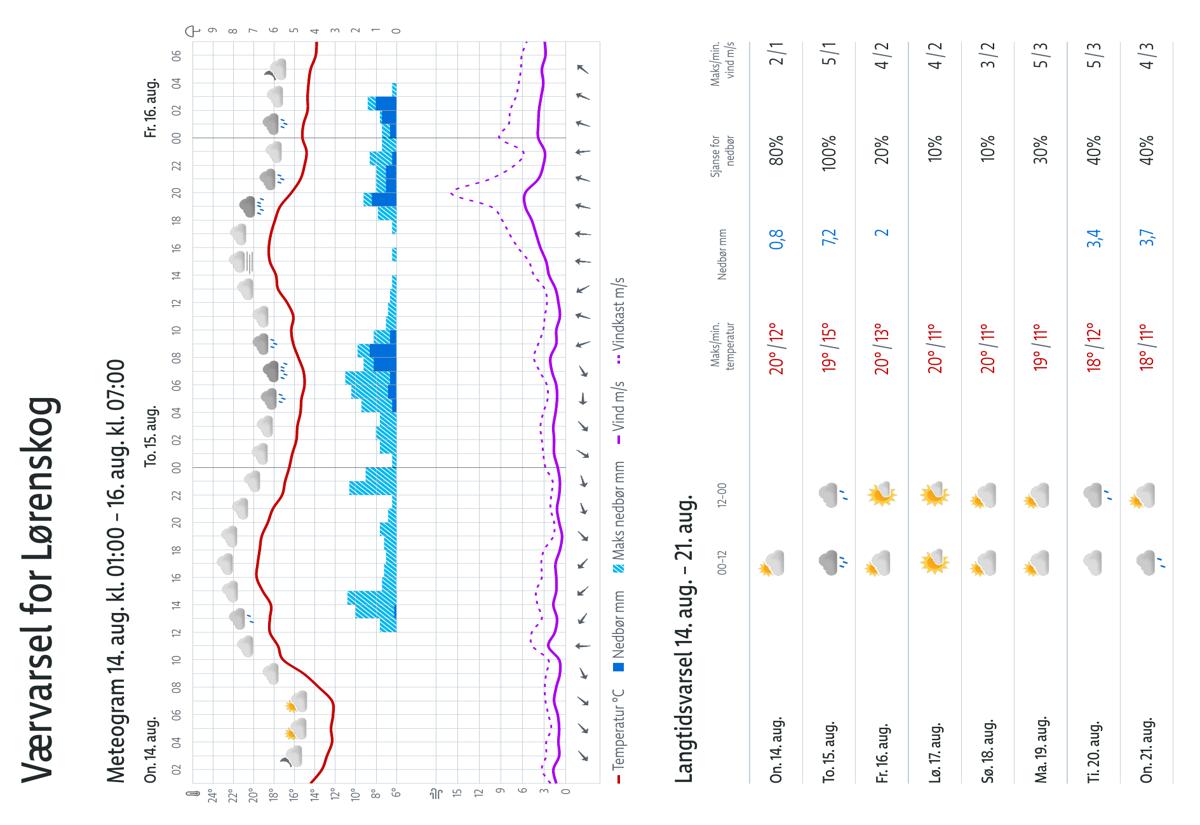 Værvarsel for Lørenskog
Meteogram 14. aug. kl. 01:00 – 16. aug. kl. 07:00
On. 14. aug. To. 15. aug. Fr. 16. aug.
02 04 06 08 10 12 14 16 18 20 22 00 02 04 06 08 10 12 14 16 18 20 22 00 02 04 06
24° 9
22° 8
20° 7
18° 6
16° 5
14° 4
12° 3
10° 2
8° 1
6° 0
15
12
9
6
3
0
Temperatur °C Nedbør mm Maks nedbør mm Vind m/s Vindkast m/s
Langtidsvarsel 14. aug. – 21. aug.
00–12 12–00 Maks/min. temperatur Nedbør mm Sjanse for nedbør Maks/min. vind m/s
On. 14. aug. 20° / 12° 0,8 80% 2 / 1
To. 15. aug. 19° / 15° 7,2 100% 5 / 1
Fr. 16. aug. 20° / 13° 2 20% 4 / 2
Lø. 17. aug. 20° / 11° 10% 4 / 2
Sø. 18. aug. 20° / 11° 10% 3 / 2
Ma. 19. aug. 19° / 11° 30% 5 / 3
Ti. 20. aug. 18° / 12° 3,4 40% 5 / 3
On. 21. aug. 18° / 11° 3,7 40% 4 / 3